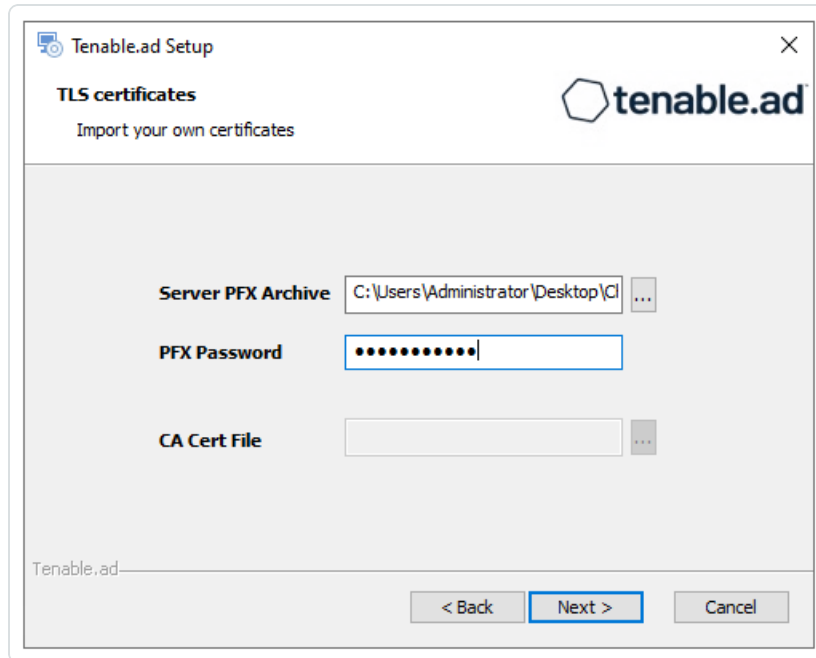 Tenable.ad Setup
TLS certificates
Import your own certificates
tenable.ad
Server PFX Archive C:\Users\Administrator\Desktop\Cl ...
PFX Password •••••••••••
CA Cert File ...
Tenable.ad
< Back Next > Cancel